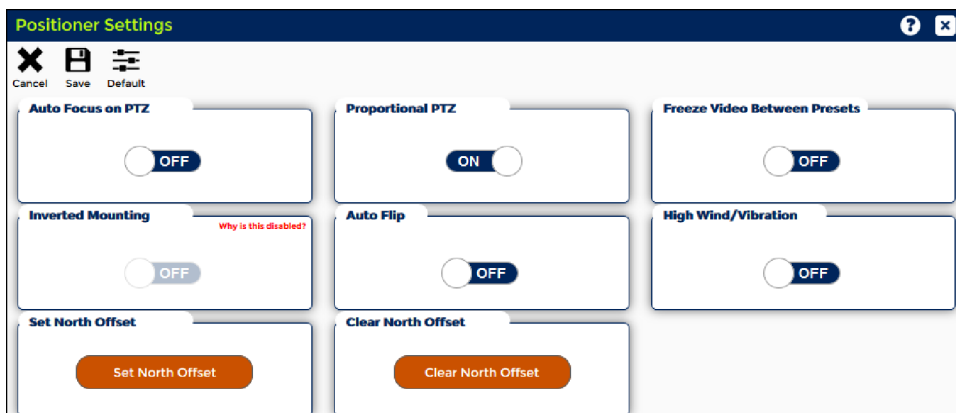 Positioner Settings
?
Cancel Save Default
Auto Focus on PTZ
OFF
Proportional PTZ
ON
Freeze Video Between Presets
OFF
Inverted Mounting
Why is this disabled?
OFF
Auto Flip
OFF
High Wind/Vibration
OFF
Set North Offset
Set North Offset
Clear North Offset
Clear North Offset